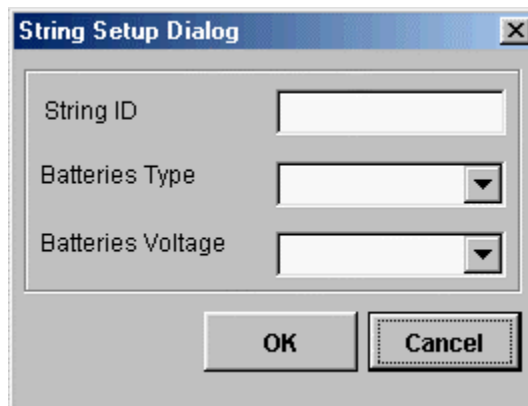 String Setup Dialog
String ID
Batteries Type
Batteries Voltage
OK Cancel